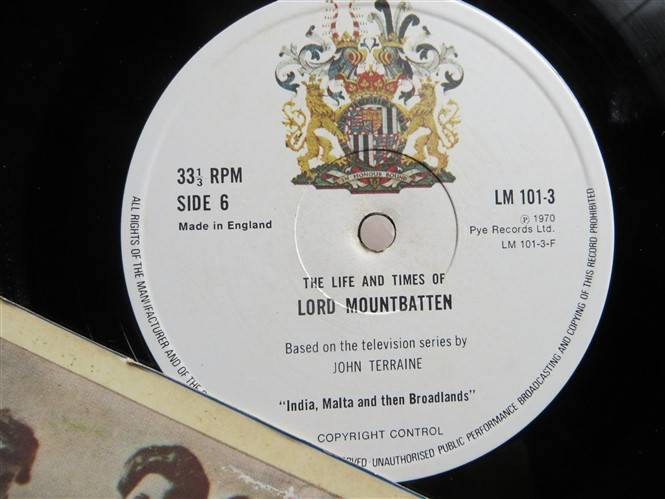 IN HONOUR BOUND
33⅓ RPM
SIDE 6
Made in England
LM 101-3
Ⓟ 1970
Pye Records Ltd.
LM 101-3-F
THE LIFE AND TIMES OF
LORD MOUNTBATTEN
Based on the television series by
JOHN TERRAINE
"India, Malta and then Broadlands"
COPYRIGHT CONTROL
ALL RIGHTS OF THE MANUFACTURER AND OF THE
UNAUTHORISED PUBLIC PERFORMANCE BROADCASTING AND COPYING OF THIS RECORD PROHIBITED